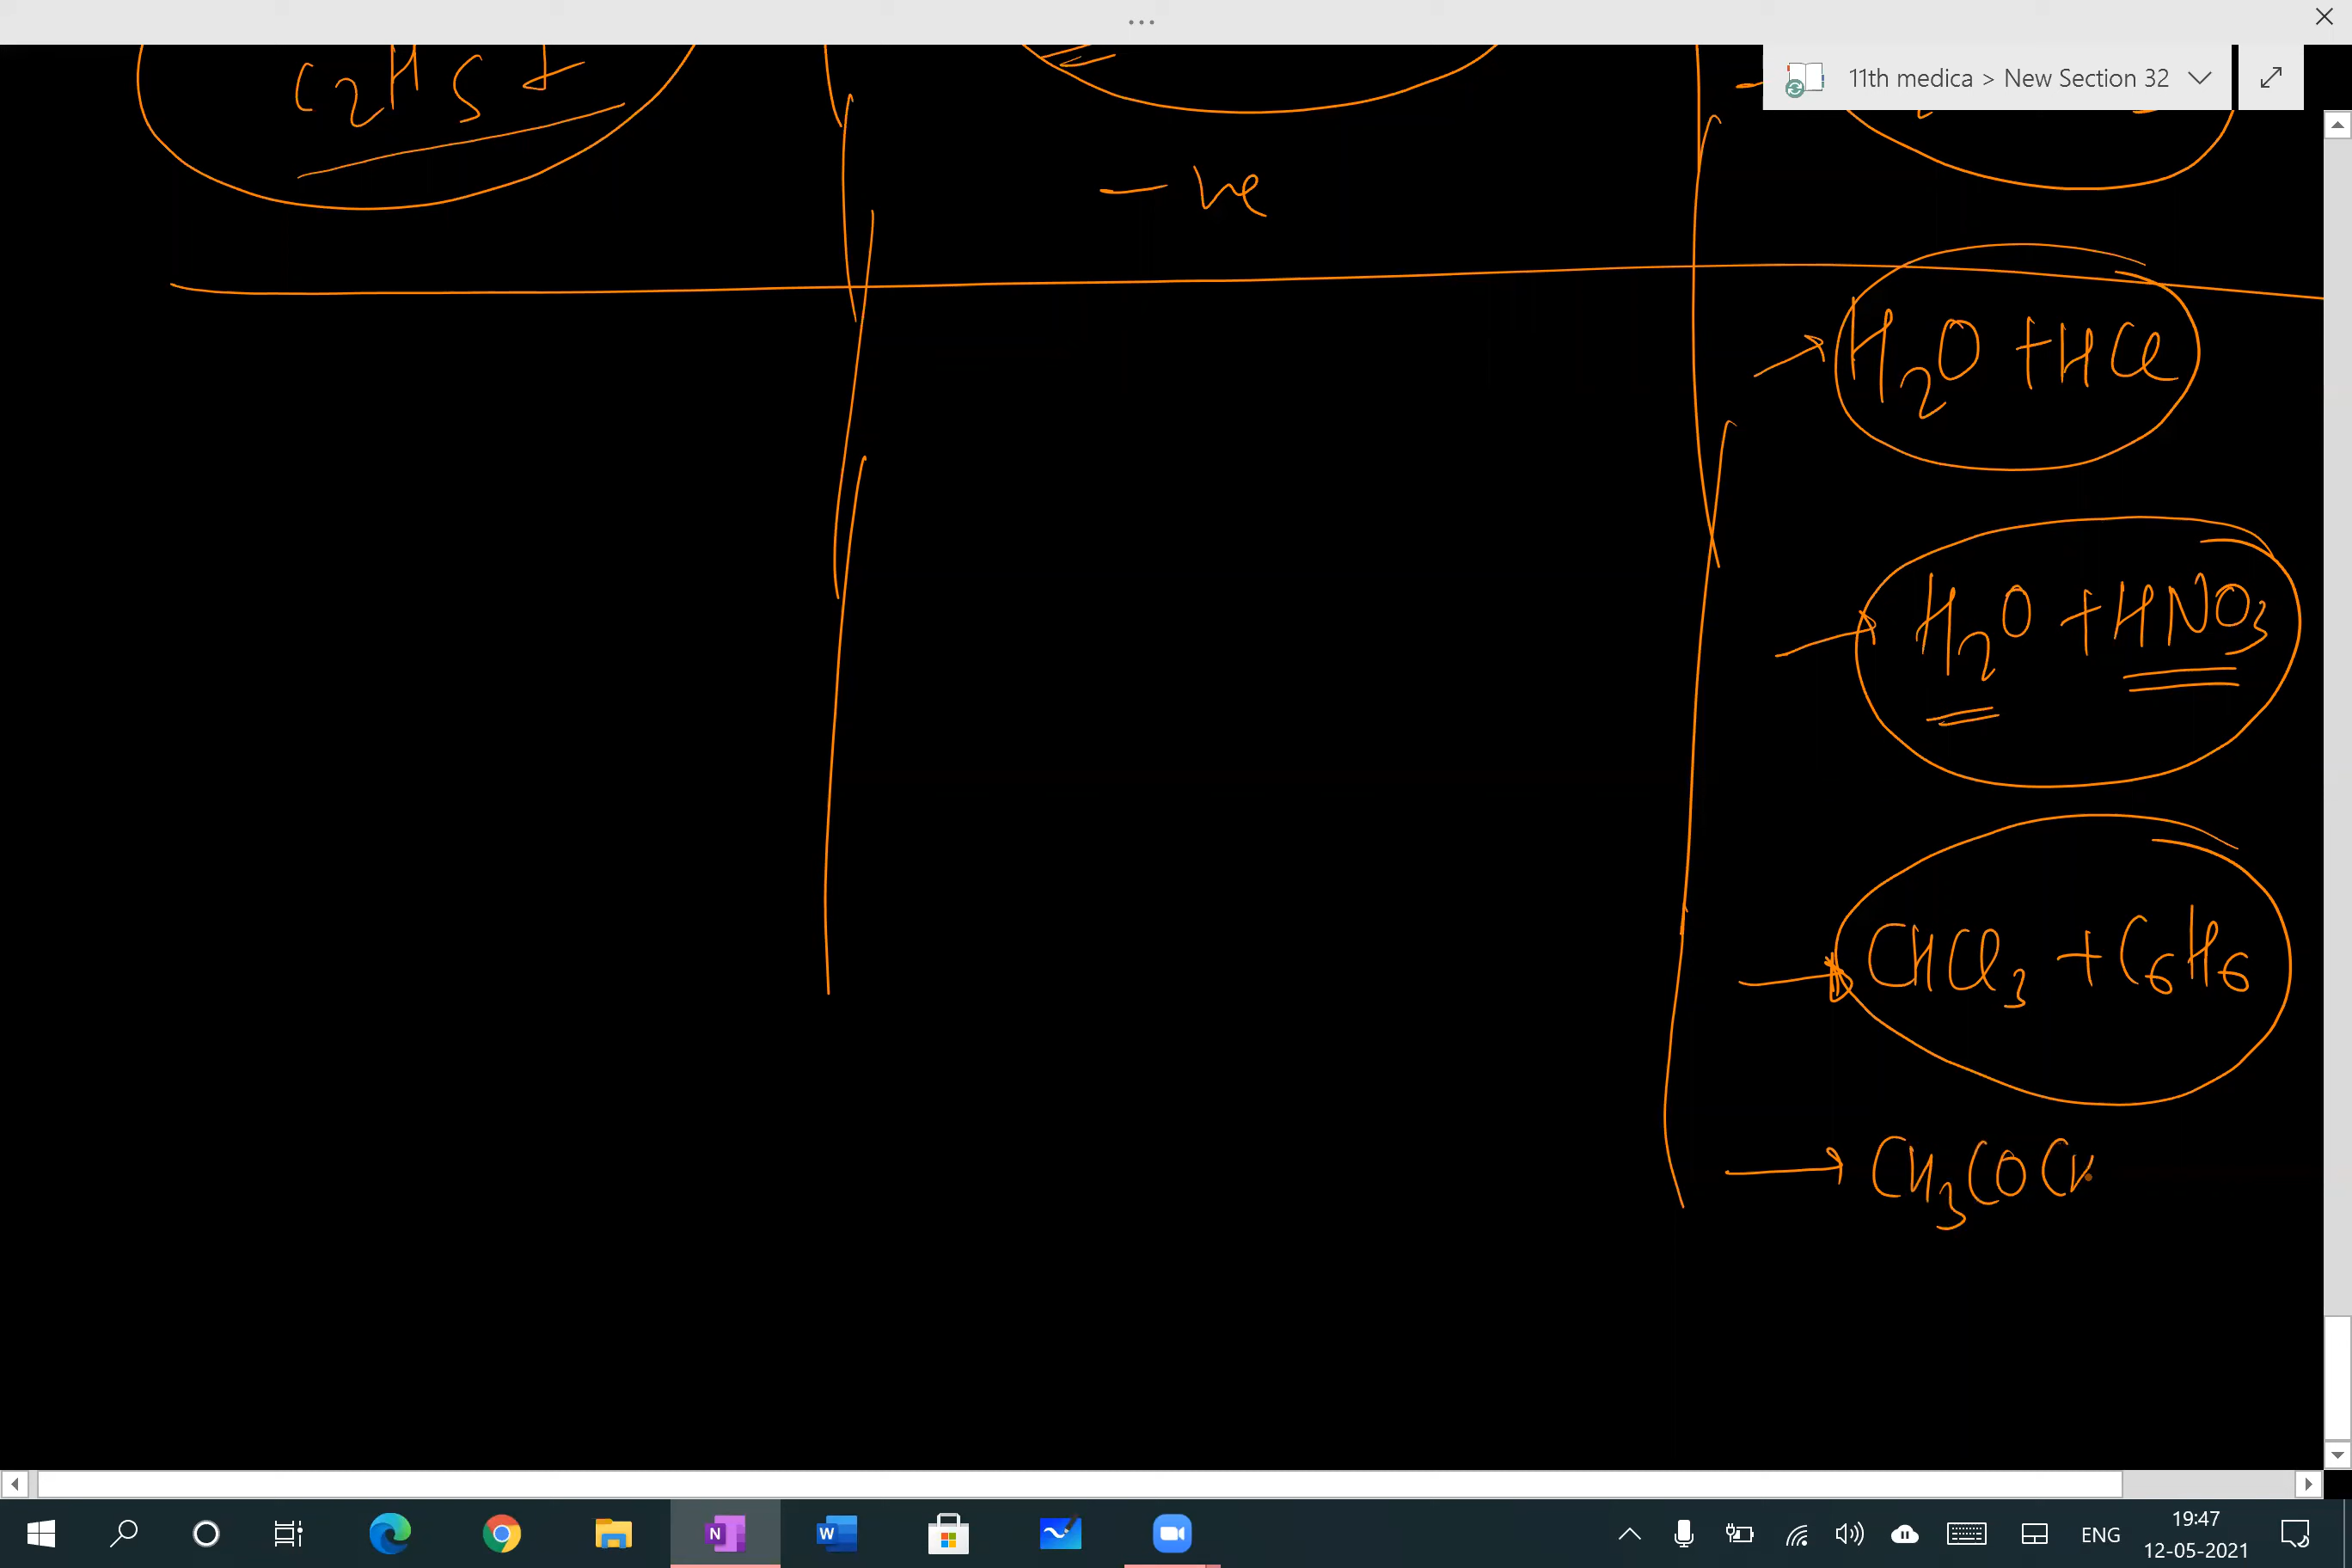 11th medica > New Section 32
C2H5 I
- ve
H2O + HCl
H2O + HNO3
CHCl3 + C6H6
CH3COCH
ENG
19:47
12-05-2021